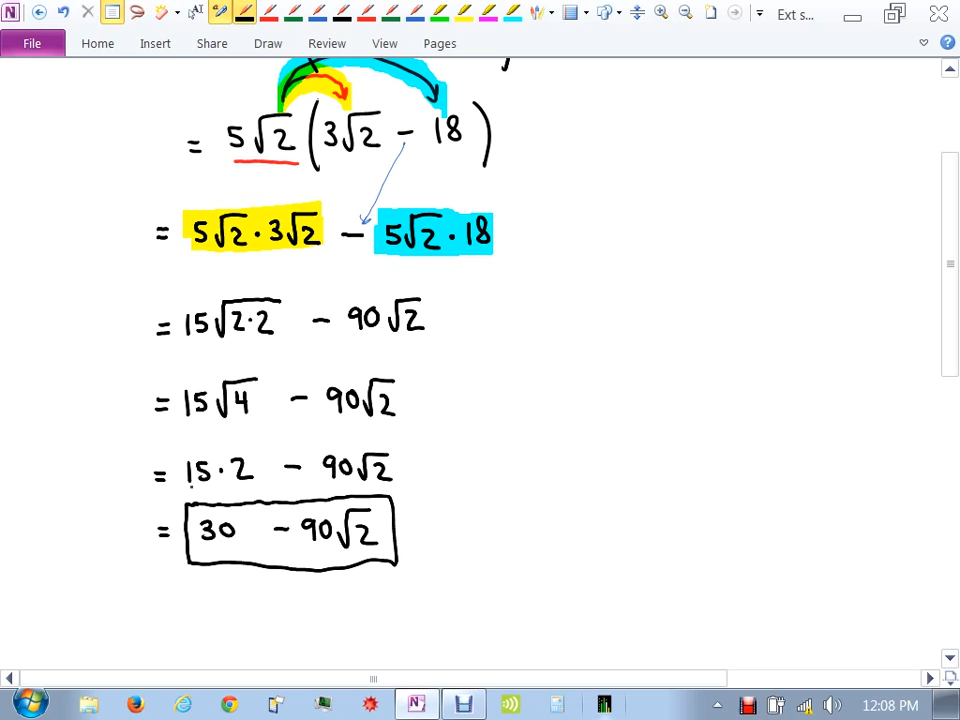 Ext s...
File Home Insert Share Draw Review View Pages
= 5√2 (3√2 - 18)
= 5√2 · 3√2 - 5√2 · 18
= 15√2·2 - 90√2
= 15√4 - 90√2
= 15 · 2 - 90√2
= 30 - 90√2
12:08 PM